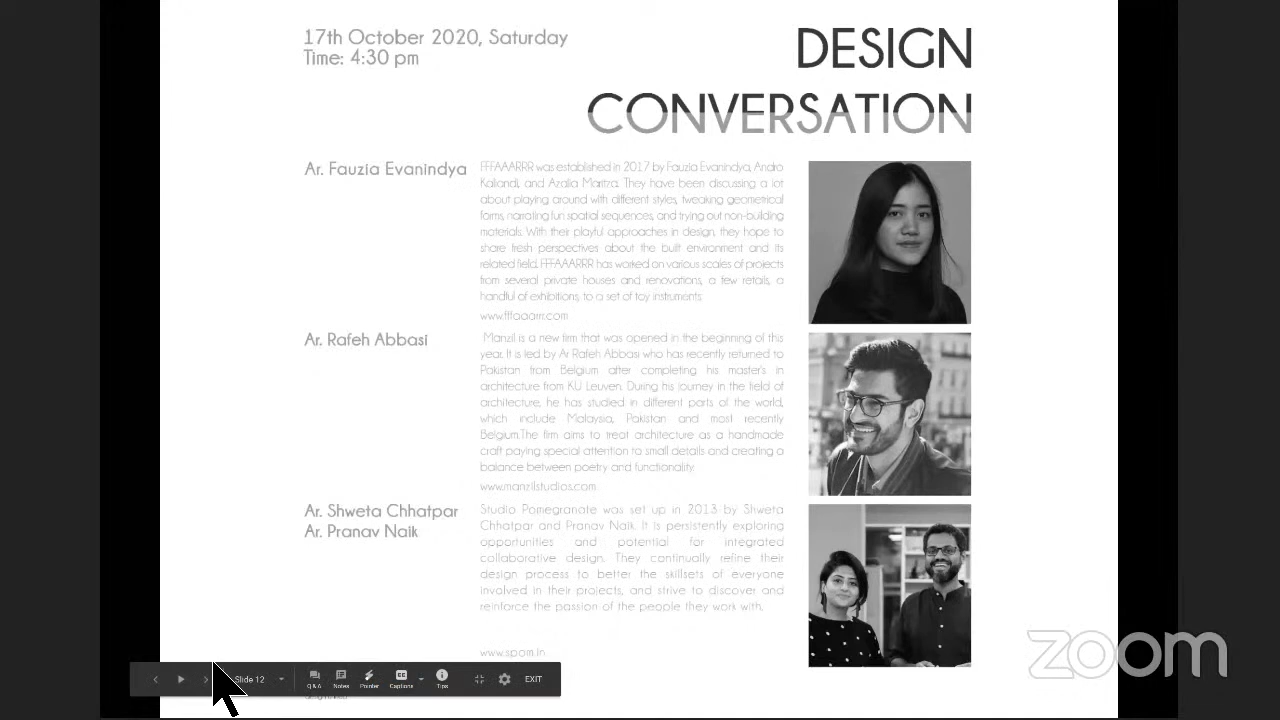 17th October 2020, Saturday
Time: 4:30 pm
DESIGN
CONVERSATION
Ar. Fauzia Evanindya
FFFAAARRR was established in 2017 by Fauzia Evanindya, Andro
Kaliandi, and Azalia Maritza. They have been discussing a lot
about playing around with different styles, tweaking geometrical
forms, narrating fun spatial sequences, and trying out non-building
materials. With their playful approaches in design, they hope to
share fresh perspectives about the built environment and its
related field. FFFAAARRR has worked on various scales of projects
from several private houses and renovations, a few retails, a
handful of exhibitions, to a set of toy instruments.
www.fffaaarrr.com
Ar. Rafeh Abbasi
Manzil is a new firm that was opened in the beginning of this
year. It is led by Ar Rafeh Abbasi who has recently returned to
Pakistan from Belgium after completing his master's in
architecture from KU Leuven. During his journey in the field of
architecture, he has studied in different parts of the world,
which include Malaysia, Pakistan and most recently
Belgium.The firm aims to treat architecture as a handmade
craft paying special attention to small details and creating a
balance between poetry and functionality.
www.manzilstudios.com
Ar. Shweta Chhatpar
Ar. Pranav Naik
Studio Pomegranate was set up in 2013 by Shweta
Chhatpar and Pranav Naik. It is persistently exploring
opportunities and potential for integrated
collaborative design. They continually refine their
design process to better the skillsets of everyone
involved in their projects, and strive to discover and
reinforce the passion of the people they work with.
www.spom.in
Slide 12
Q & A
Notes
Pointer
Captions
Tips
EXIT
zoom